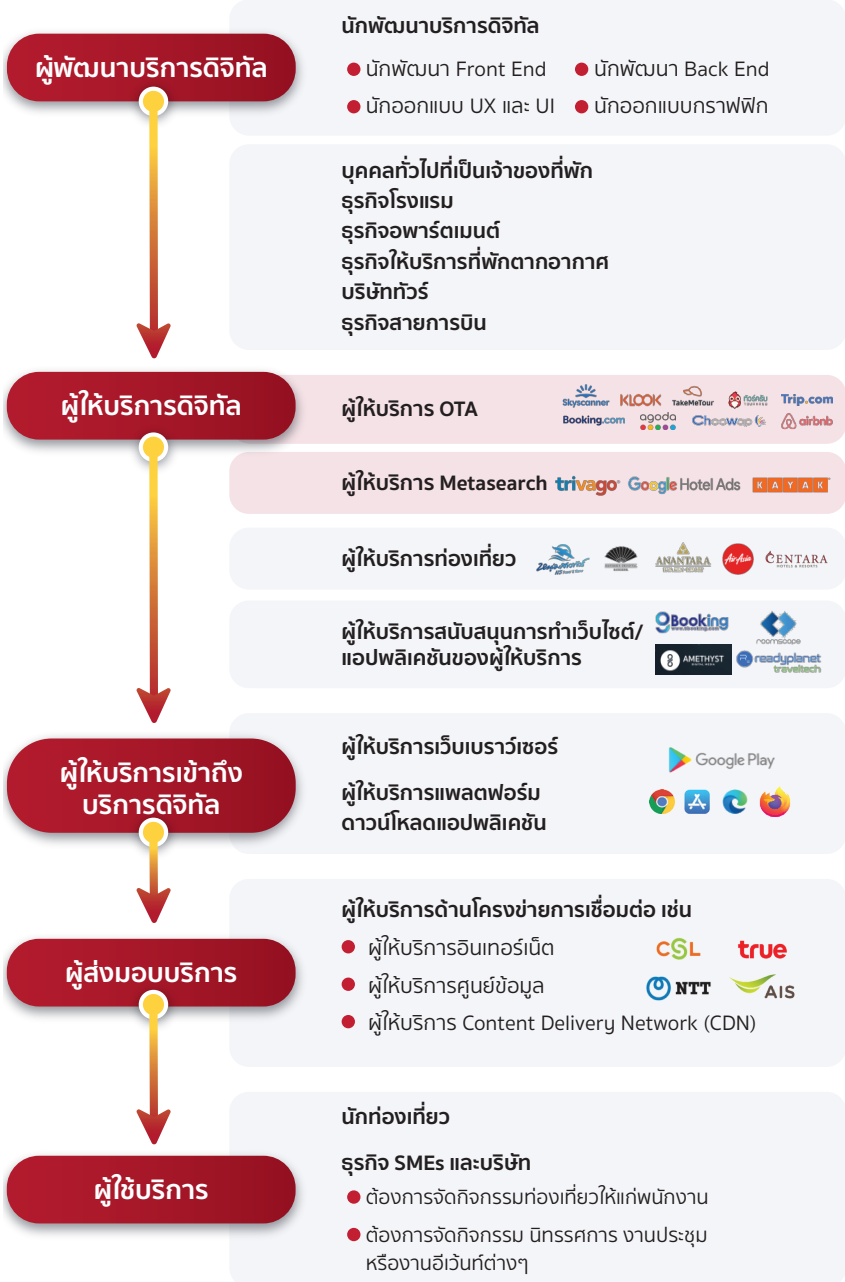 ผู้พัฒนาบริการดิจิทัล
นักพัฒนาบริการดิจิทัล
● นักพัฒนา Front End ● นักพัฒนา Back End
● นักออกแบบ UX และ UI ● นักออกแบบกราฟฟิก
บุคคลทั่วไปที่เป็นเจ้าของที่พัก
ธุรกิจโรงแรม
ธุรกิจอพาร์ตเมนต์
ธุรกิจให้บริการที่พักตากอากาศ
บริษัททัวร์
ธุรกิจสายการบิน
ผู้ให้บริการดิจิทัล
ผู้ให้บริการ OTA
Skyscanner KLOOK TakeMeTour ทัวร์ครับ Trip.com
Booking.com agoda Choowap airbnb
ผู้ให้บริการ Metasearch trivago Google Hotel Ads KAYAK
ผู้ให้บริการท่องเที่ยว
ANANTARA AirAsia CENTARA
HOTELS & RESORTS
ผู้ให้บริการสนับสนุนการทำเว็บไซต์/
แอปพลิเคชันของผู้ให้บริการ
9Booking roomscope
AMETHYST readyplanet
traveltech
ผู้ให้บริการเข้าถึง
บริการดิจิทัล
ผู้ให้บริการเว็บเบราว์เซอร์
Google Play
ผู้ให้บริการแพลตฟอร์ม
ดาวน์โหลดแอปพลิเคชัน
ผู้ส่งมอบบริการ
ผู้ให้บริการด้านโครงข่ายการเชื่อมต่อ เช่น
● ผู้ให้บริการอินเทอร์เน็ต
CSL true
● ผู้ให้บริการศูนย์ข้อมูล
NTT AIS
● ผู้ให้บริการ Content Delivery Network (CDN)
ผู้ใช้บริการ
นักท่องเที่ยว
ธุรกิจ SMEs และบริษัท
● ต้องการจัดกิจกรรมท่องเที่ยวให้แก่พนักงาน
● ต้องการจัดกิจกรรม นิทรรศการ งานประชุม
หรืองานอีเว้นท์ต่างๆ